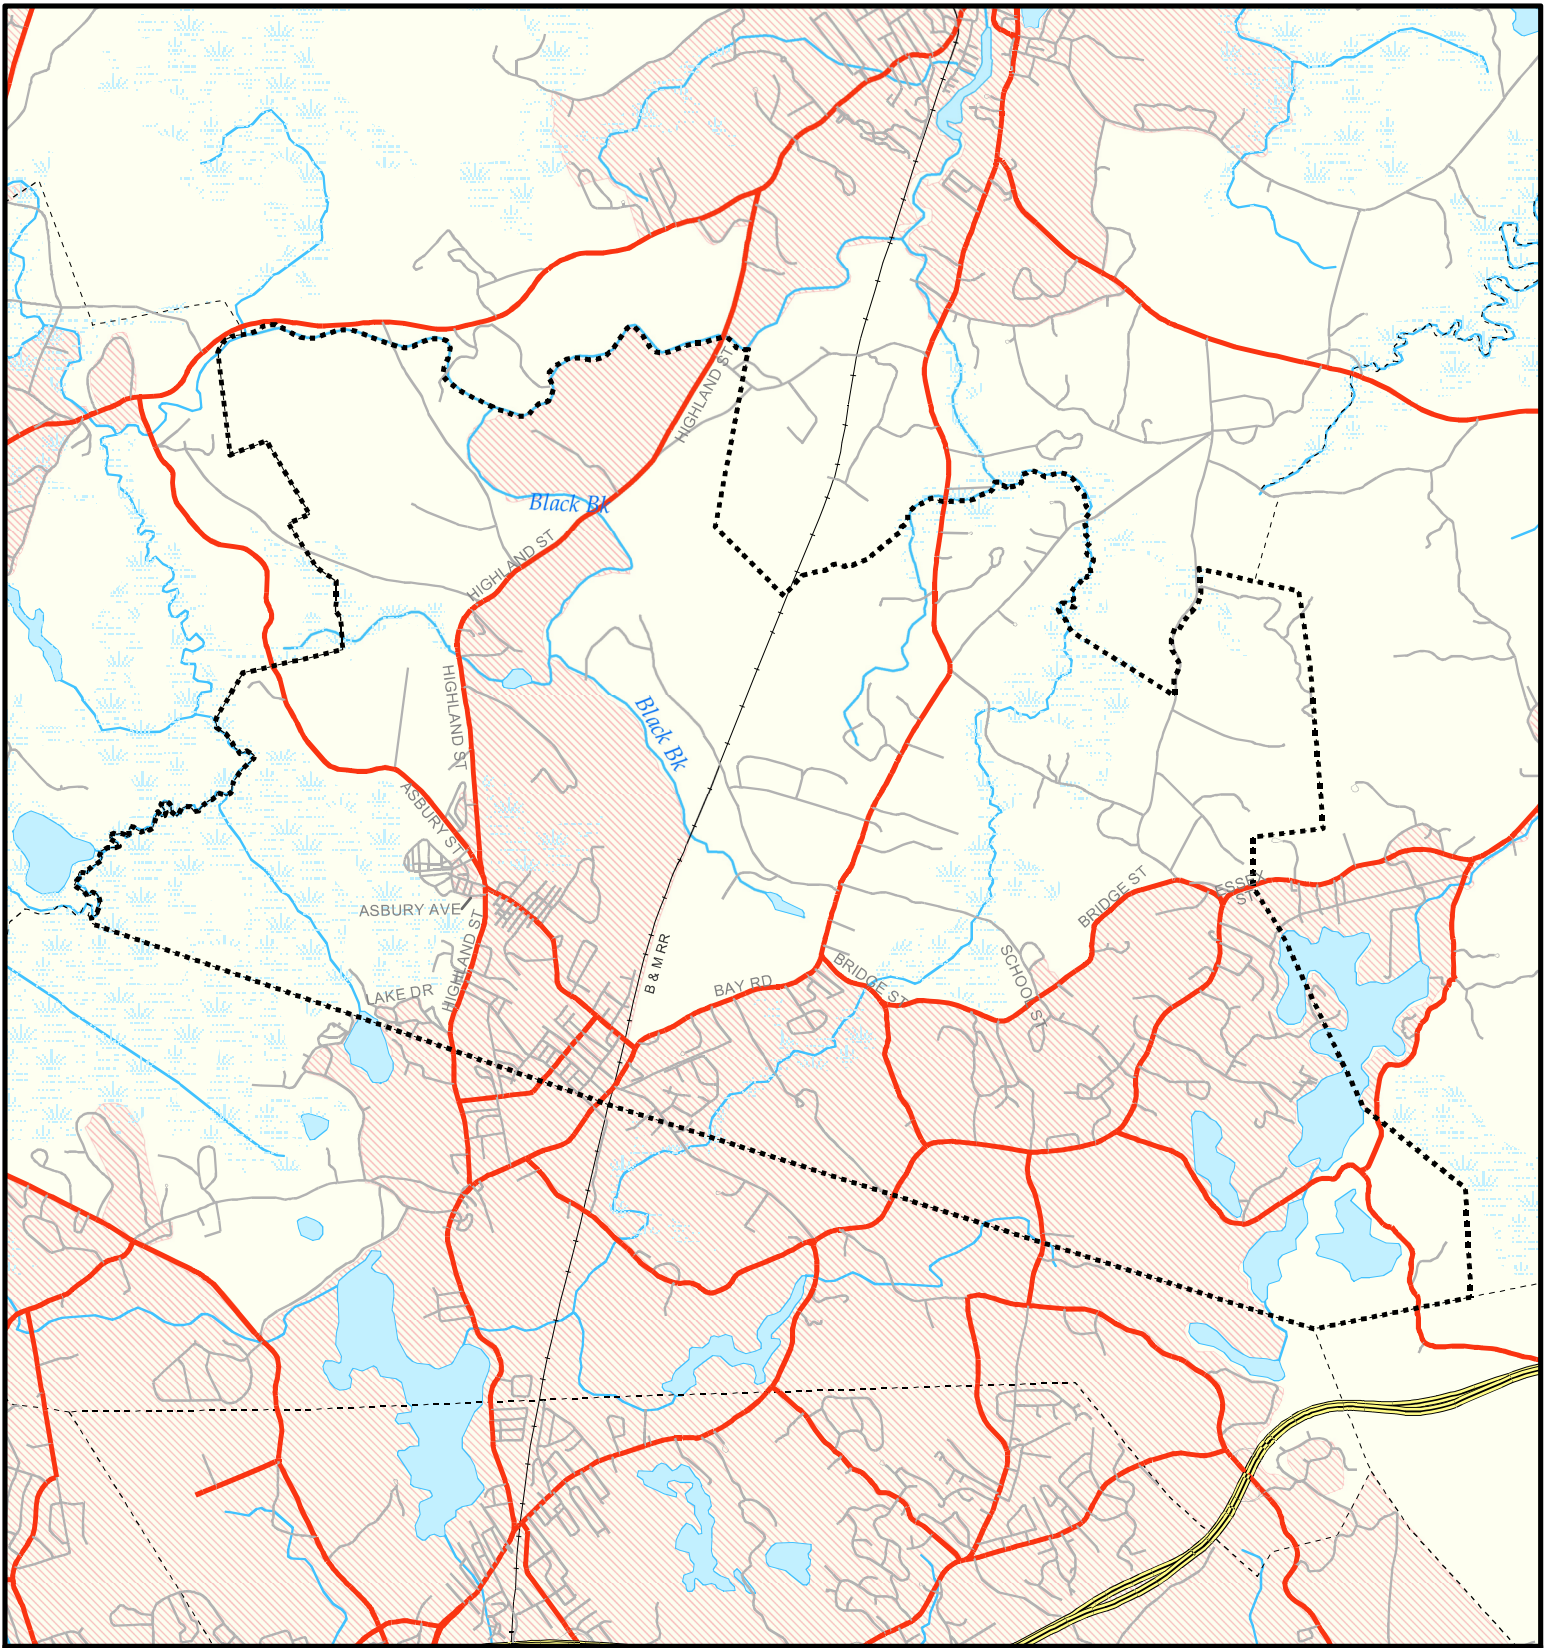 HIGHLAND ST
Black Bk
HIGHLAND ST
HIGHLAND ST
Black Bk
ASBURY ST
ASBURY AVE
HIGHLAND ST
B & M RR
LAKE DR
BAY RD
BRIDGE ST
SCHOOL ST
BRIDGE ST
ESSEX
ST